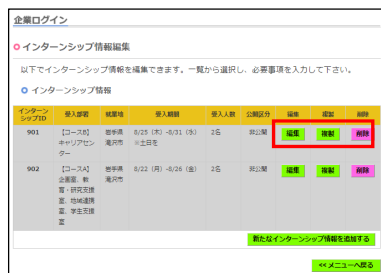 企業ログイン
インターンシップ情報編集
以下でインターンシップ情報を編集できます。一覧から選択し、必要事項を入力して下さい。
インターンシップ情報
インターンシップID 受入部署 就業地 受入期間 受入人数 公開区分 編集 複製 削除
901 【コースB】キャリアセンター 岩手県滝沢市 8/25（木）-8/31（水）※土日を 2名 非公開 編集 複製 削除
902 【コースA】企画室、教育・研究支援室、地域連携室、学生支援室 岩手県滝沢市 8/22（月）-8/26（金） 2名 非公開 編集 複製 削除
新たなインターンシップ情報を追加する
<<メニューへ戻る